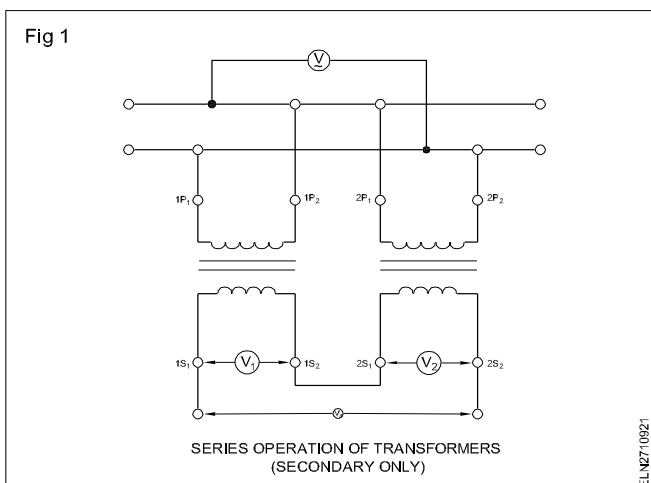 Fig 1
V
~
1P₁
1P₂
2P₁
2P₂
1S₁
V₁
1S₂
2S₁
V₂
2S₂
SERIES OPERATION OF TRANSFORMERS
(SECONDARY ONLY)
ELN2710921